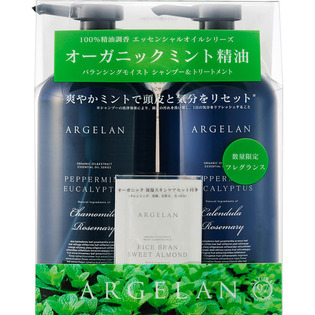 100%精油調香 エッセンシャルオイルシリーズ
オーガニックミント精油
バランシングモイスト シャンプー&トリートメント
爽やかミントで頭皮と気分をリセット*
ARGELAN
ARGELAN
数量限定
フレグランス
PEPPERMINT
EUCALYPTUS
PEPPERMINT
EUCALYPTUS
Chamomilla
Rosemary
Calendula
Rosemary
ARGELAN
RICE BRAN
SWEET ALMOND
ARGELAN